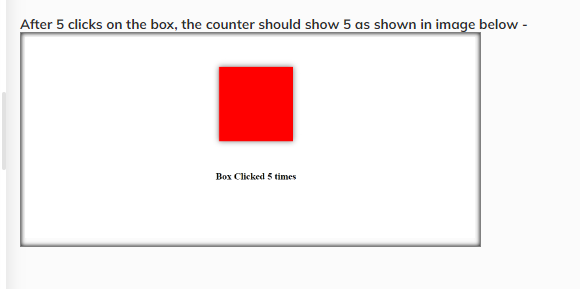 After 5 clicks on the box, the counter should show 5 as shown in image below -
Box Clicked 5 times